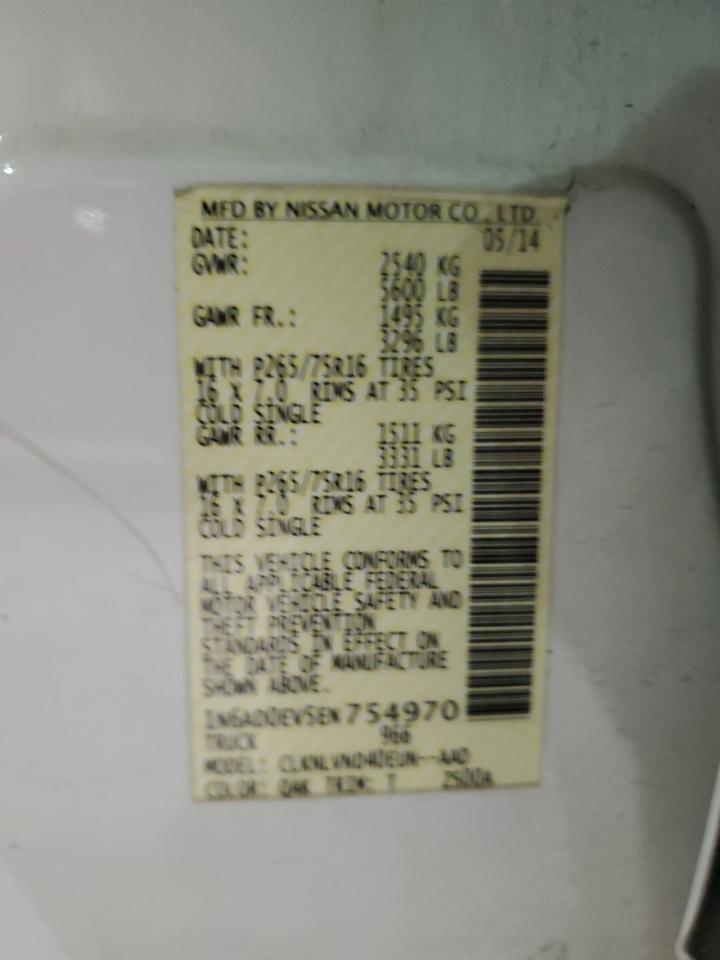 MFD BY NISSAN MOTOR CO., LTD.
DATE: 05/14
GVWR: 2540 KG
5600 LB
GAWR FR.: 1495 KG
3296 LB
WITH P265/75R16 TIRES
16 X 7.0 RIMS AT 35 PSI
COLD SINGLE
GAWR RR.: 1511 KG
3331 LB
WITH P265/75R16 TIRES
16 X 7.0 RIMS AT 35 PSI
COLD SINGLE
THIS VEHICLE CONFORMS TO
ALL APPLICABLE FEDERAL
MOTOR VEHICLE SAFETY AND
THEFT PREVENTION
STANDARDS IN EFFECT ON
THE DATE OF MANUFACTURE
SHOWN ABOVE.
1N6AD0EV5EN754970
TRUCK 966
MODEL:
COLOR: QAK TRIM: T